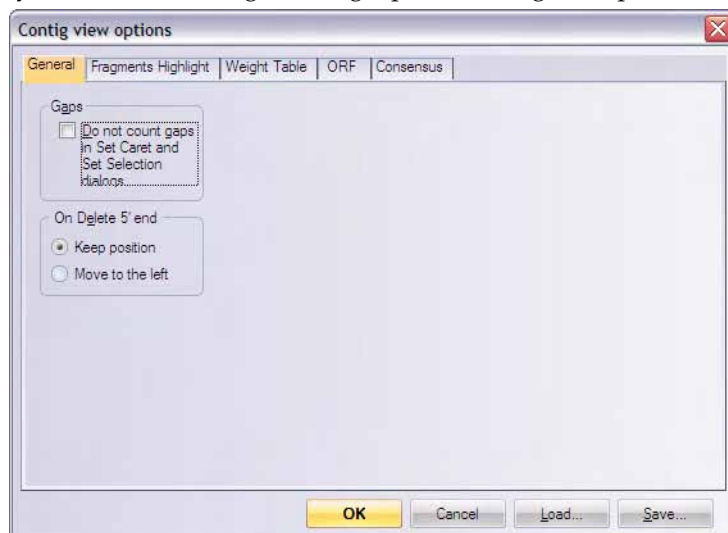 Contig view options
General Fragments Highlight Weight Table ORF Consensus
Gaps
Do not count gaps
in Set Caret and
Set Selection
dialogs
On Delete 5' end
Keep position
Move to the left
OK Cancel Load... Save...